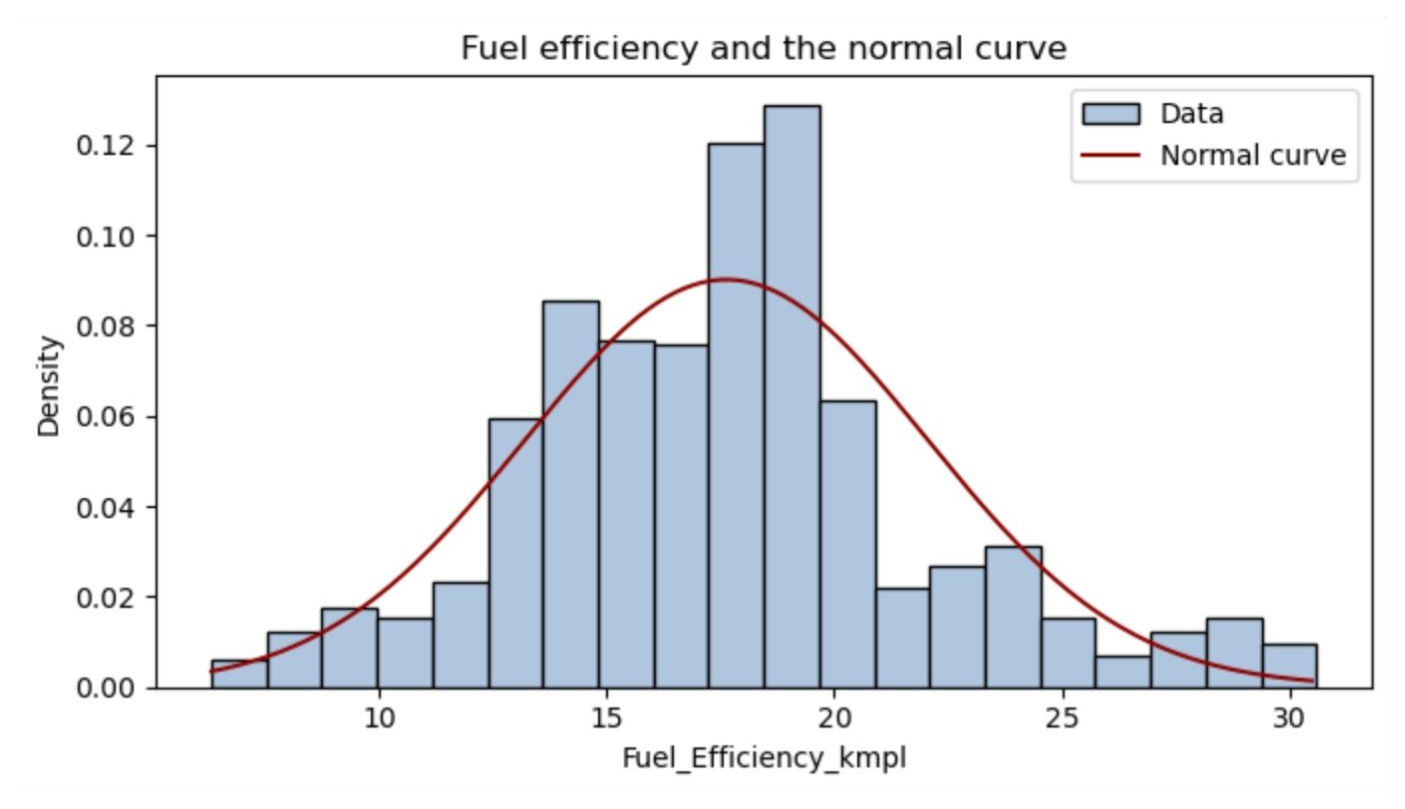 Fuel efficiency and the normal curve
Data
Normal curve
0.12
0.10
0.08
0.06
0.04
0.02
0.00
Density
10 15 20 25 30
Fuel_Efficiency_kmpl